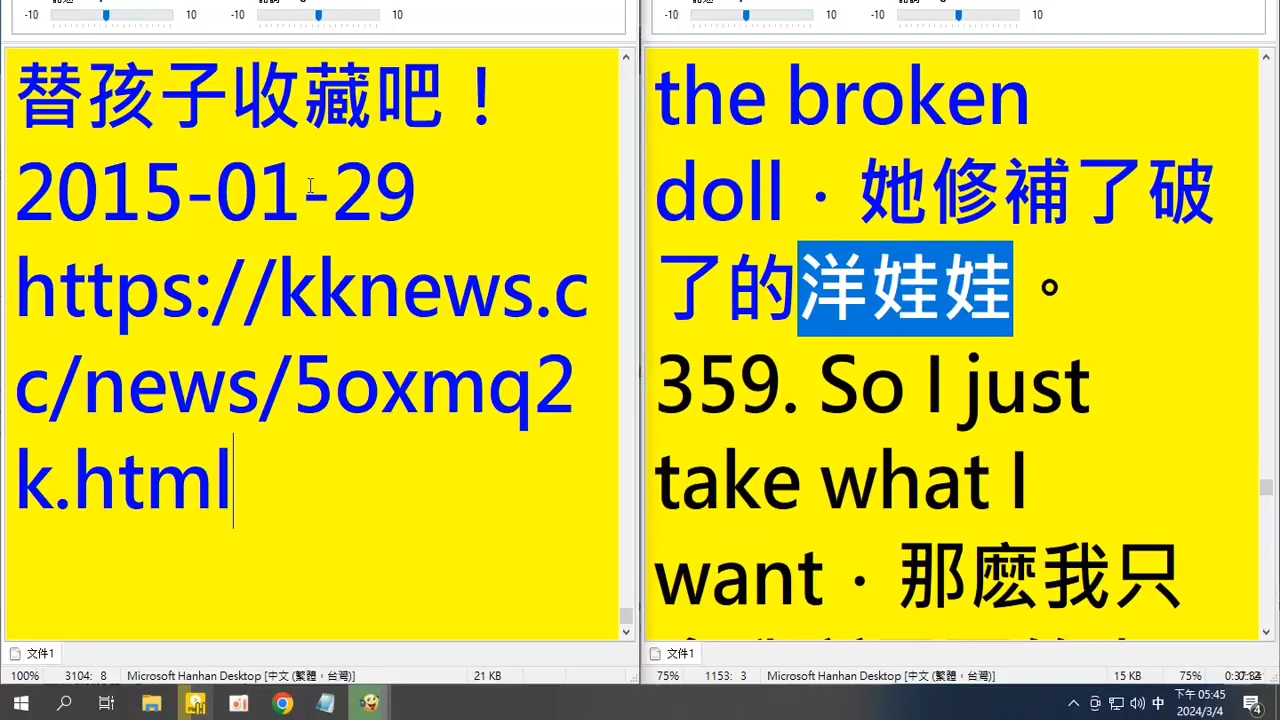 -10
10
-10
10
-10
10
-10
10
替孩子收藏吧！
2015-01-29
https://kknews.c
c/news/5oxmq2
k.html
the broken
doll．她修補了破
了的洋娃娃。
359. So I just
take what I
want．那麼我只
文件1
100%
3104: 8
Microsoft Hanhan Desktop [中文 (繁體，台灣)]
21 KB
文件1
75%
1153: 3
Microsoft Hanhan Desktop [中文 (繁體，台灣)]
15 KB
75%
中
下午 05:45
2024/3/4
4